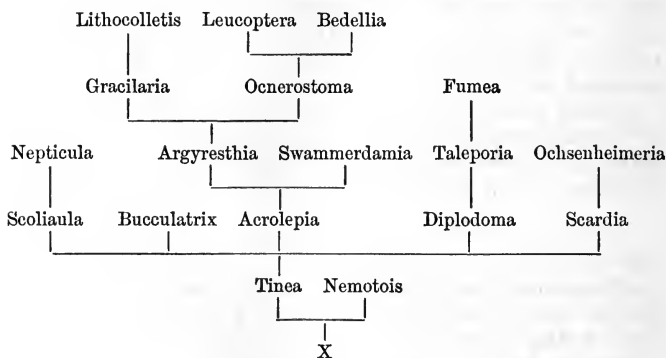 Lithocolletis Leucoptera Bedellia
Gracilaria Ocnerostoma Fumea
Nepticula Argyresthia Swammerdamia Taleporia Ochsenheimeria
Scoliaula Bucculatrix Acrolepia Diplodoma Scardia
Tinea Nemotois
X